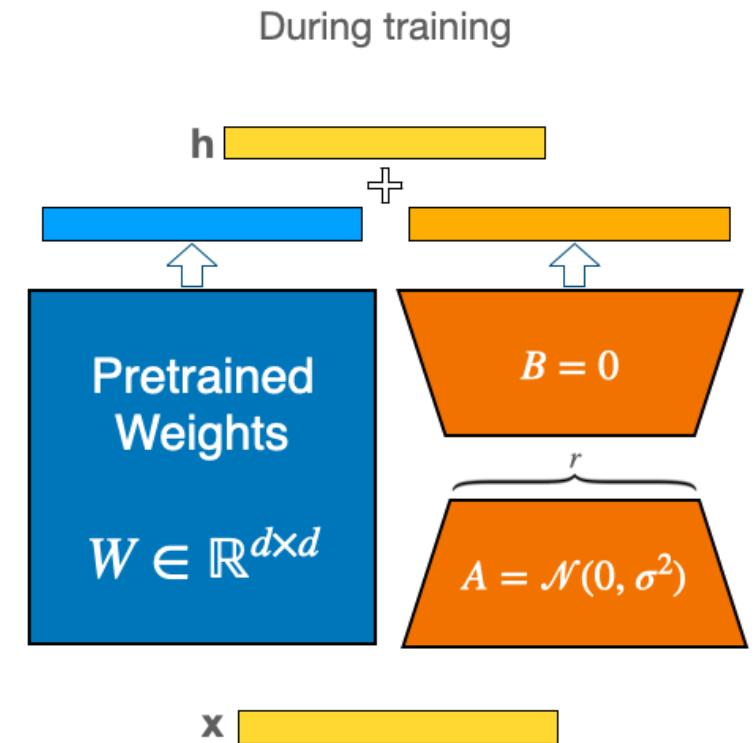 During training
h
Pretrained
Weights
W ∈ ℝ^{d×d}
B = 0
r
A = 𝒩(0, σ²)
x